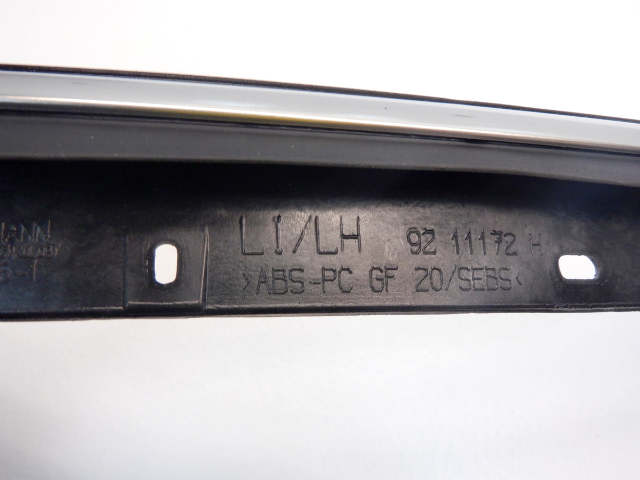 LI/LH 92 11172 H
>ABS-PC GF 20/SEBS<